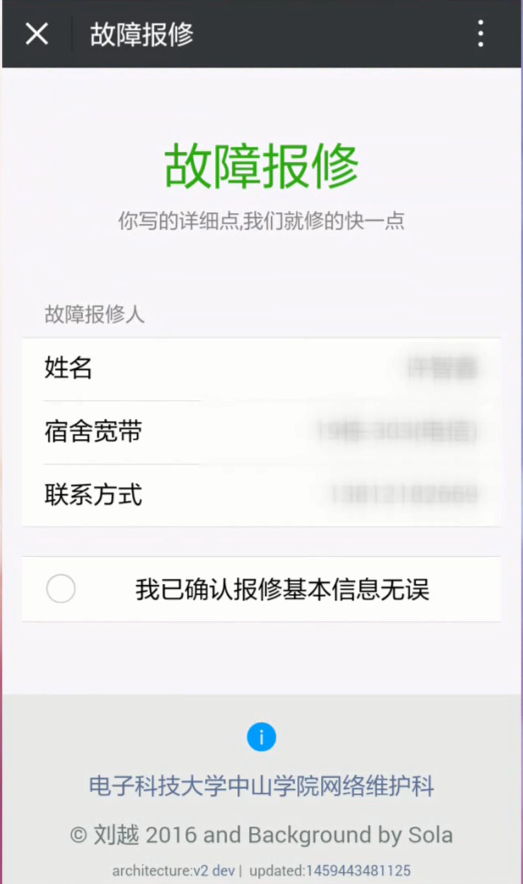 故障报修
故障报修
你写的详细点,我们就修的快一点
故障报修人
姓名
宿舍宽带
联系方式
我已确认报修基本信息无误
电子科技大学中山学院网络维护科
© 刘越 2016 and Background by Sola
architecture:v2 dev | updated:1459443481125